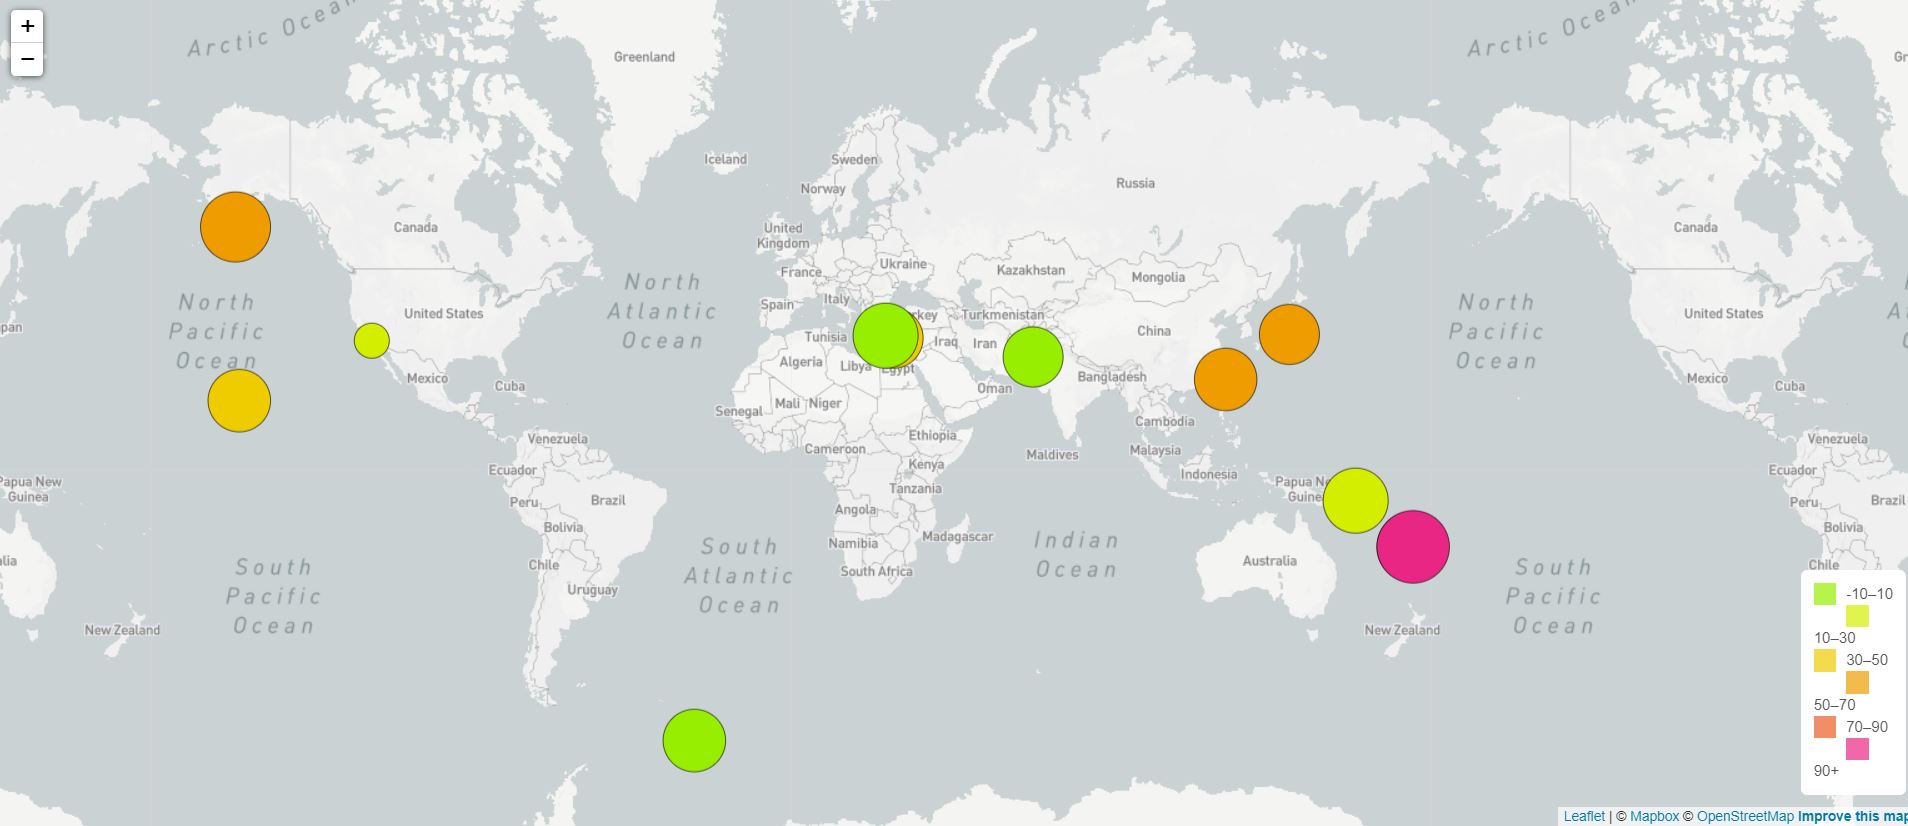 +
−
Arctic Ocean
Arctic Ocean
Greenland
Iceland
Sweden
Norway
Russia
Canada
United
Kingdom
Canada
Ukraine
France
Kazakhstan
Mongolia
North
Pacific
Ocean
North
Atlantic
Ocean
Spain
Italy
rkey
Turkmenistan
North
Pacific
Ocean
United States
United States
pan
Tunisia
Iraq
Iran
China
Algeria
Libya
Egypt
Mexico
Cuba
Oman
Bangladesh
Mexico
Cuba
Senegal
Mali
Niger
Cambodia
Venezuela
Cameroon
Ethiopia
Maldives
Malaysia
Venezuela
Ecuador
Kenya
Indonesia
Ecuador
Papua New
Guinea
Peru
Brazil
Tanzania
Papua Ne
Guinea
Peru
Brazil
Angola
Bolivia
Bolivia
Namibia
Madagascar
South
Atlantic
Ocean
Indian
Ocean
alia
Chile
South Africa
Australia
Chile
South
Pacific
Ocean
Uruguay
South
Pacific
Ocean
New Zealand
New Zealand
-10–10
10–30
30–50
50–70
70–90
90+
Leaflet | © Mapbox © OpenStreetMap Improve this map